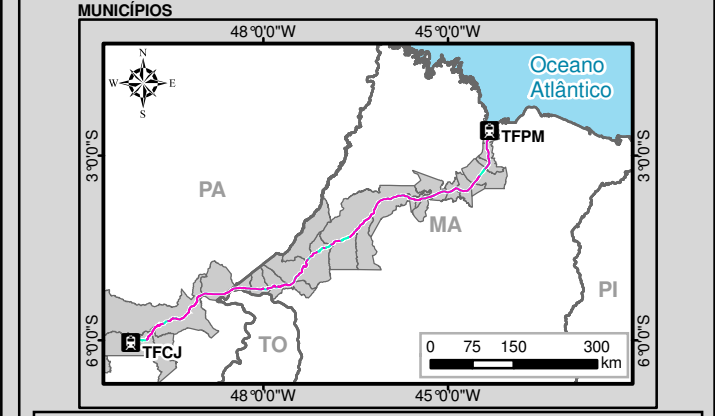 MUNICÍPIOS
48°0'0"W 45°0'0"W
N
W E
S
Oceano
Atlântico
TFPM
3°0'0"S 3°0'0"S
PA
MA
PI
TO
TFCJ
6°0'0"S 6°0'0"S
0 75 150 300
km
48°0'0"W 45°0'0"W